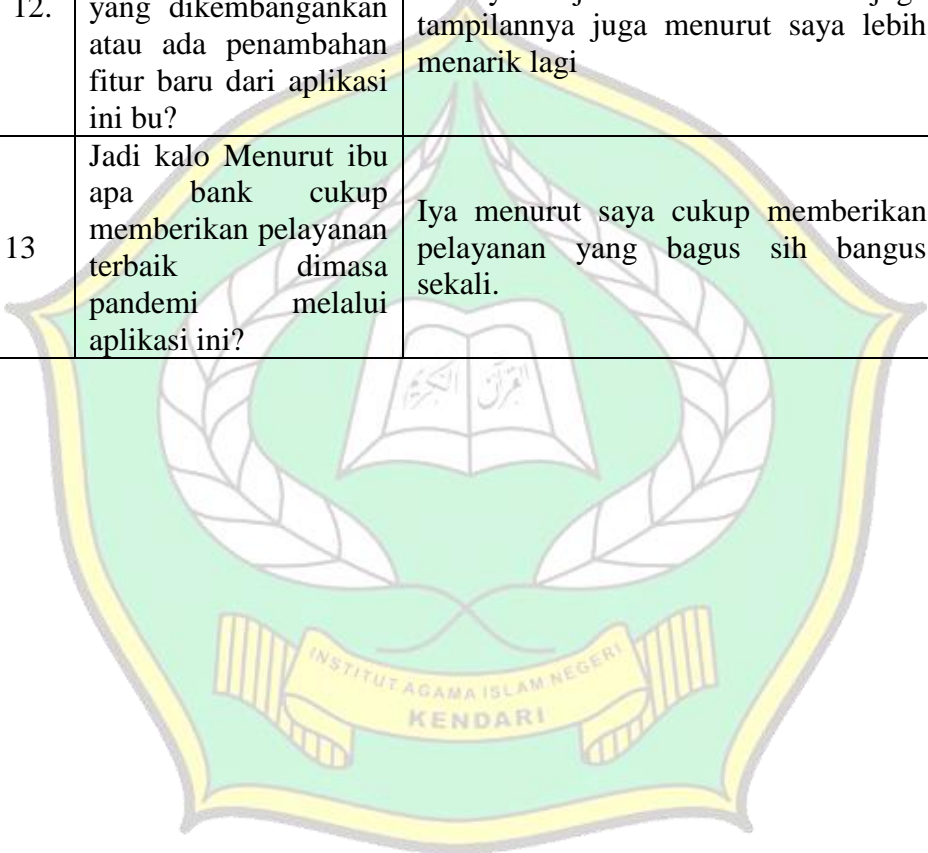 12.
yang dikembangankan
atau ada penambahan
fitur baru dari aplikasi
ini bu?
tampilannya juga menurut saya lebih
menarik lagi
13
Jadi kalo Menurut ibu
apa bank cukup
memberikan pelayanan
terbaik dimasa
pandemi melalui
aplikasi ini?
Iya menurut saya cukup memberikan
pelayanan yang bagus sih bangus
sekali.
القرآن الكريم
INSTITUT AGAMA ISLAM NEGERI
KENDARI